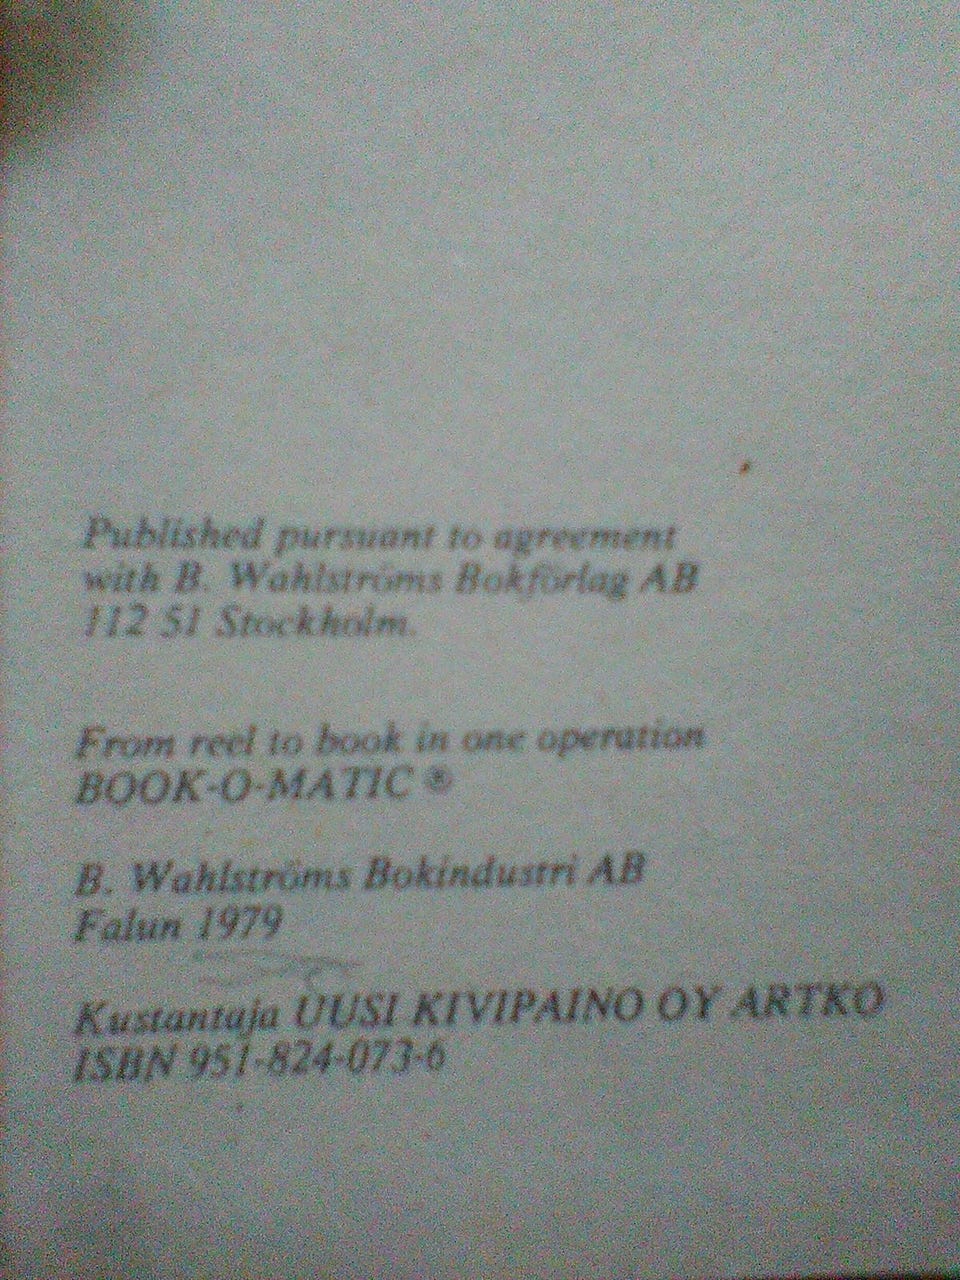 Published pursuant to agreement
with B. Wahlströms Bokförlag AB
112 51 Stockholm.
From reel to book in one operation
BOOK-O-MATIC ®
B. Wahlströms Bokindustri AB
Falun 1979
Kustantaja UUSI KIVIPAINO OY ARTKO
ISBN 951-824-073-6